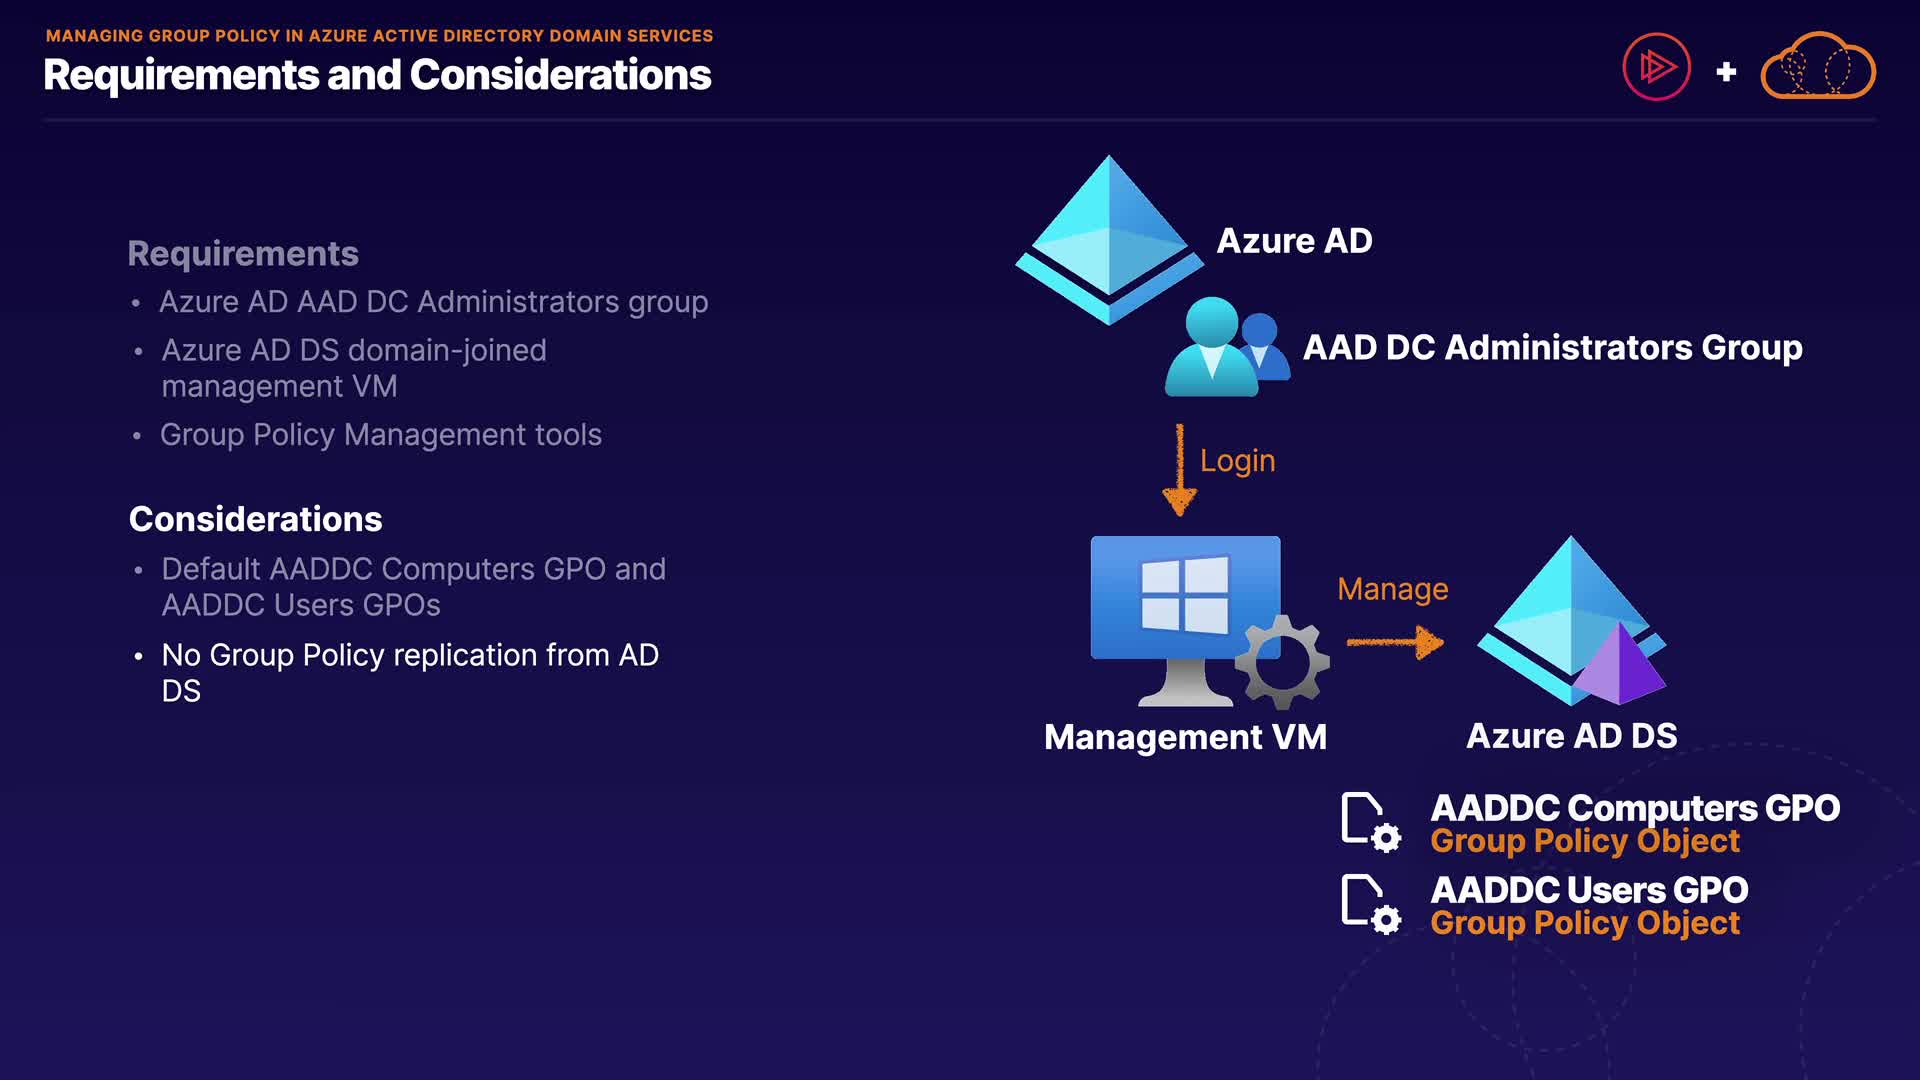 MANAGING GROUP POLICY IN AZURE ACTIVE DIRECTORY DOMAIN SERVICES
Requirements and Considerations
+
Requirements
• Azure AD AAD DC Administrators group
• Azure AD DS domain-joined
management VM
• Group Policy Management tools
Considerations
• Default AADDC Computers GPO and
AADDC Users GPOs
• No Group Policy replication from AD
DS
Azure AD
AAD DC Administrators Group
Login
Manage
Management VM
Azure AD DS
AADDC Computers GPO
Group Policy Object
AADDC Users GPO
Group Policy Object